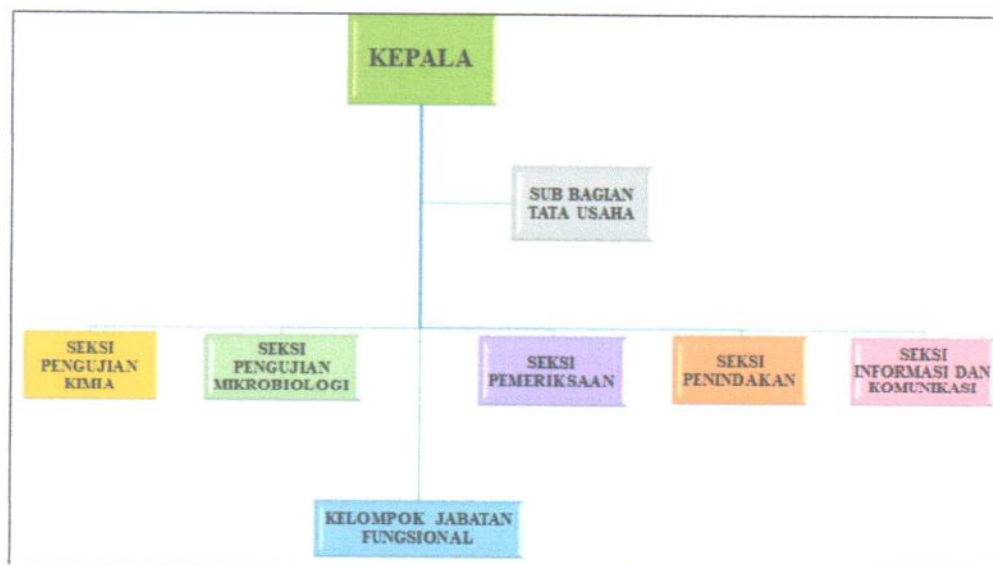 KEPALA
SUB BAGIAN
TATA USAHA
SEKSI
PENGUJIAN
KIMIA
SEKSI
PENGUJIAN
MIKROBIOLOGI
SEKSI
PEMERIKSAAN
SEKSI
PENINDAKAN
SEKSI
INFORMASI DAN
KOMUNIKASI
KELOMPOK JABATAN
FUNGSIONAL